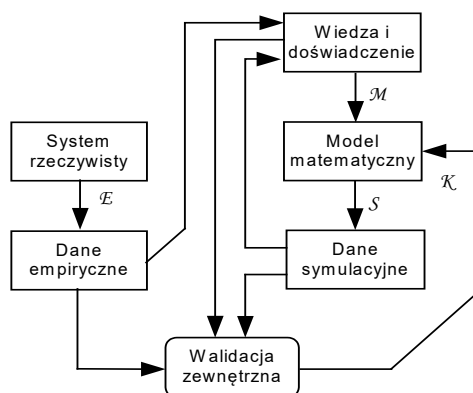 Wiedza i
doświadczenie
ℳ
System
rzeczywisty
Model
matematyczny
𝒦
ℰ
𝒮
Dane
empiryczne
Dane
symulacyjne
Walidacja
zewnętrzna